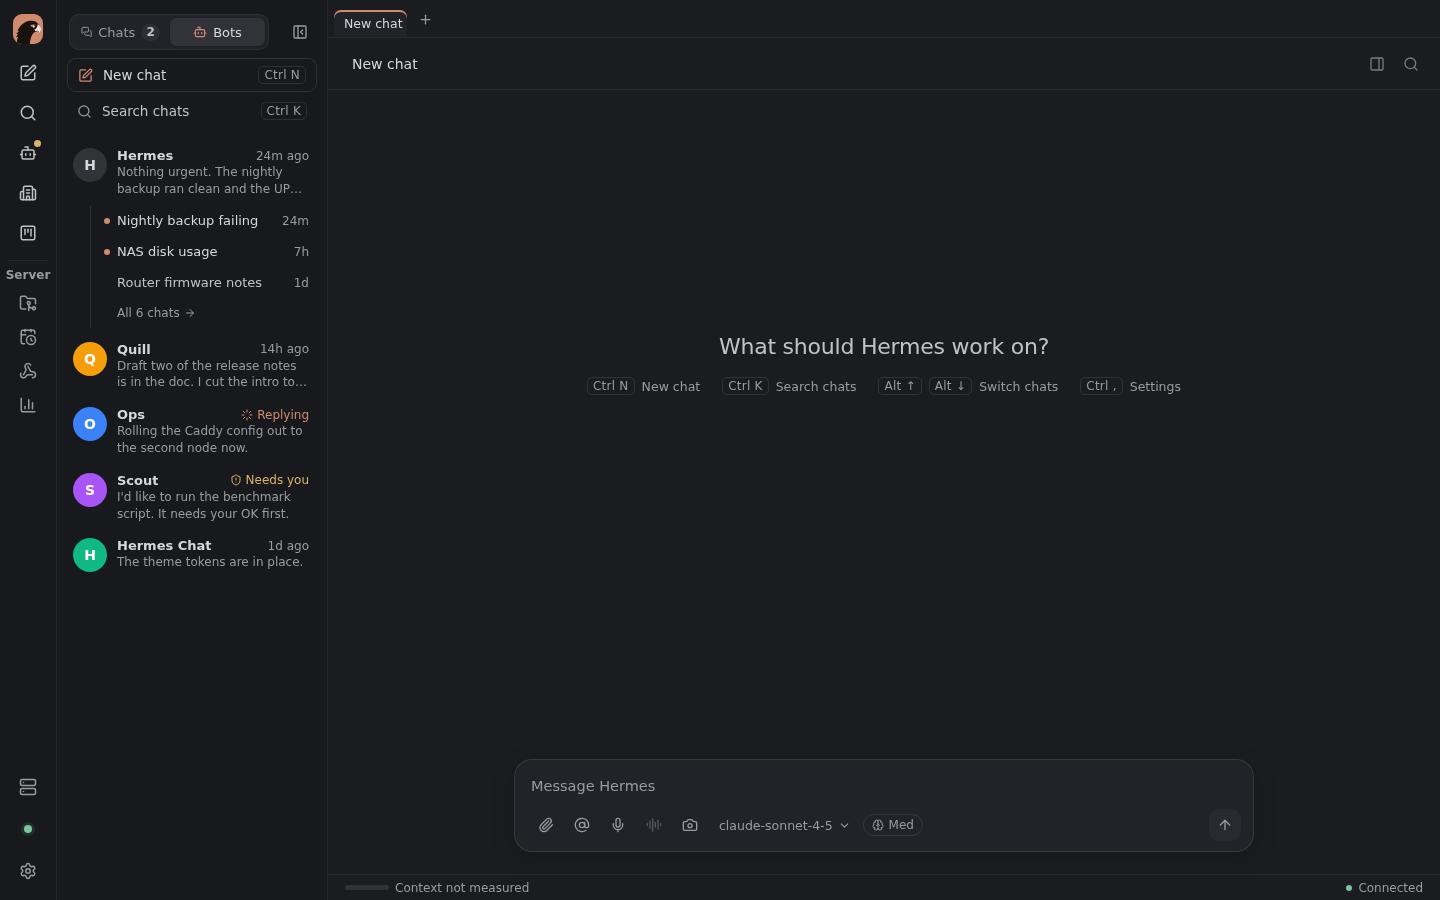 Chats 2
Bots
New chat Ctrl N
Search chats Ctrl K
Server
H
Hermes 24m ago
Nothing urgent. The nightly
backup ran clean and the UP…
Nightly backup failing 24m
NAS disk usage 7h
Router firmware notes 1d
All 6 chats →
Q
Quill 14h ago
Draft two of the release notes
is in the doc. I cut the intro to…
O
Ops Replying
Rolling the Caddy config out to
the second node now.
S
Scout Needs you
I'd like to run the benchmark
script. It needs your OK first.
H
Hermes Chat 1d ago
The theme tokens are in place.
New chat +
New chat
What should Hermes work on?
Ctrl N New chat Ctrl K Search chats Alt ↑ Alt ↓ Switch chats Ctrl , Settings
Message Hermes
claude-sonnet-4-5 Med
Context not measured
Connected